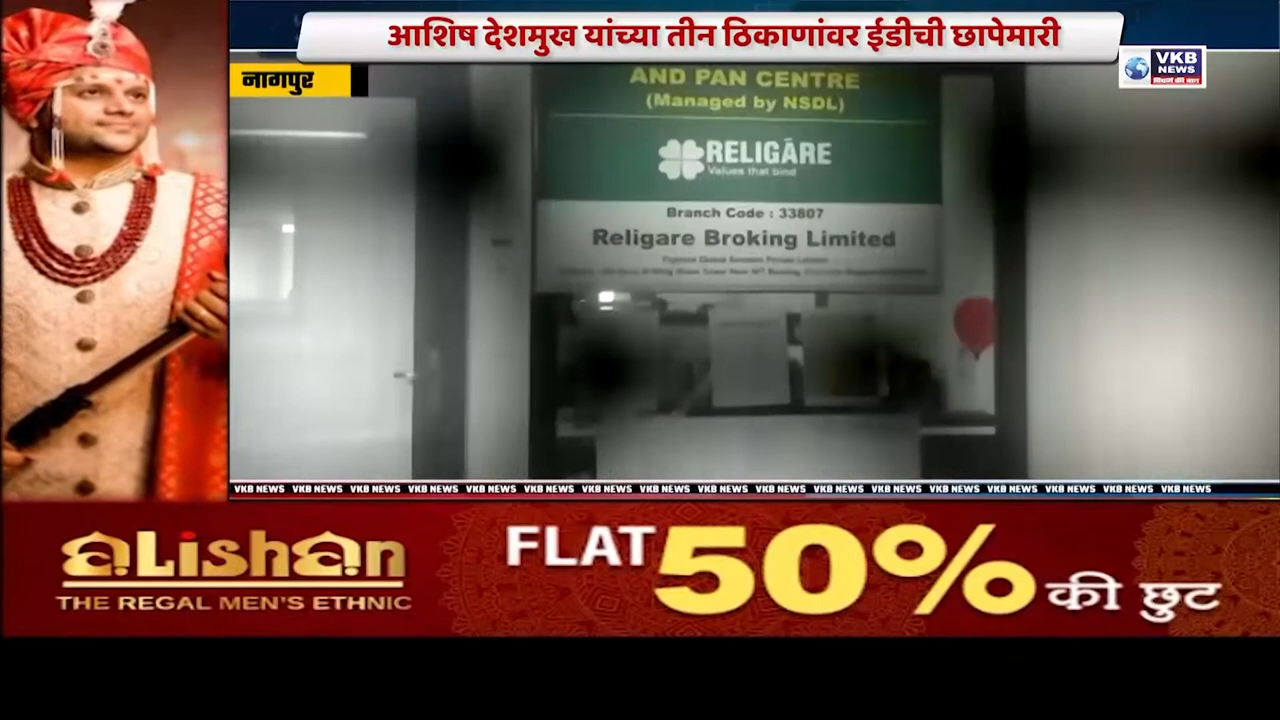 आशिष देशमुख यांच्या तीन ठिकाणांवर ईडीची छापेमारी
VKB
NEWS
नागपुर
AND PAN CENTRE
(Managed by NSDL)
RELIGARE
Values that bind
Branch Code : 33807
Religare Broking Limited
VKB NEWS VKB NEWS VKB NEWS VKB NEWS VKB NEWS VKB NEWS VKB NEWS VKB NEWS VKB NEWS VKB NEWS VKB NEWS VKB NEWS VKB NEWS VKB NEWS VKB NEWS VKB NEWS VKB NEWS
aLishan
THE REGAL MEN'S ETHNIC
FLAT 50% की छुट